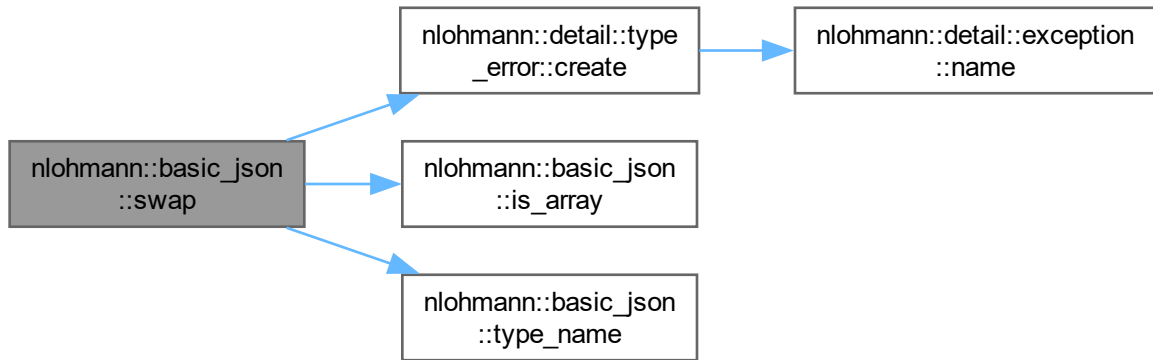 nlohmann::basic_json
::swap
nlohmann::detail::type
_error::create
nlohmann::detail::exception
::name
nlohmann::basic_json
::is_array
nlohmann::basic_json
::type_name